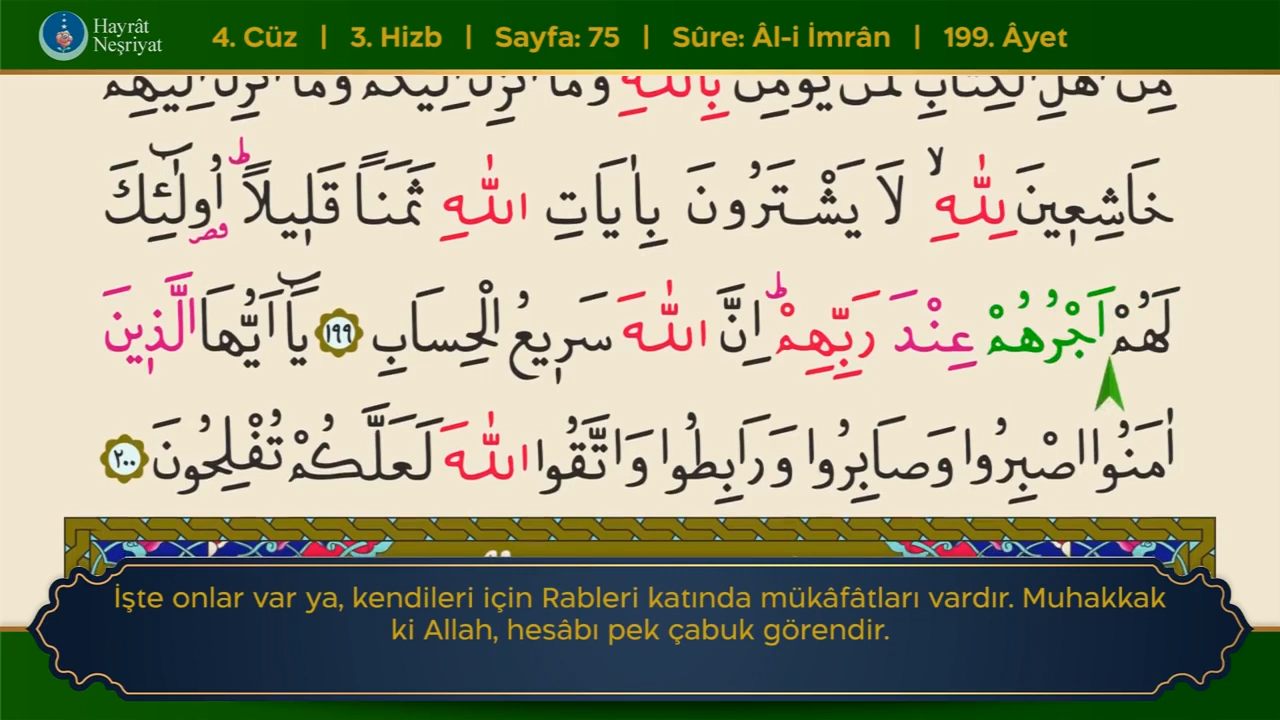 Hayrât
Neşriyat
4. Cüz | 3. Hizb | Sayfa: 75 | Sûre: Âl-i İmrân | 199. Âyet
خَاشِع۪ينَ لِلّٰهِۙ لَا يَشْتَرُونَ بِاٰيَاتِ اللّٰهِ ثَمَنًا قَل۪يلًاۜ اُو۬لٰٓئِكَ
قصر
لَهُمْ اَجْرُهُمْ عِنْدَ رَبِّهِمْۜ اِنَّ اللّٰهَ سَر۪يعُ الْحِسَابِ ﴿١٩٩﴾ يَٓا اَيُّهَا الَّذ۪ينَ
اٰمَنُوا اصْبِرُوا وَصَابِرُوا وَرَابِطُوا وَاتَّقُوا اللّٰهَ لَعَلَّكُمْ تُفْلِحُونَ ﴿٢٠٠﴾
İşte onlar var ya, kendileri için Rableri katında mükâfâtları vardır. Muhakkak
ki Allah, hesâbı pek çabuk görendir.